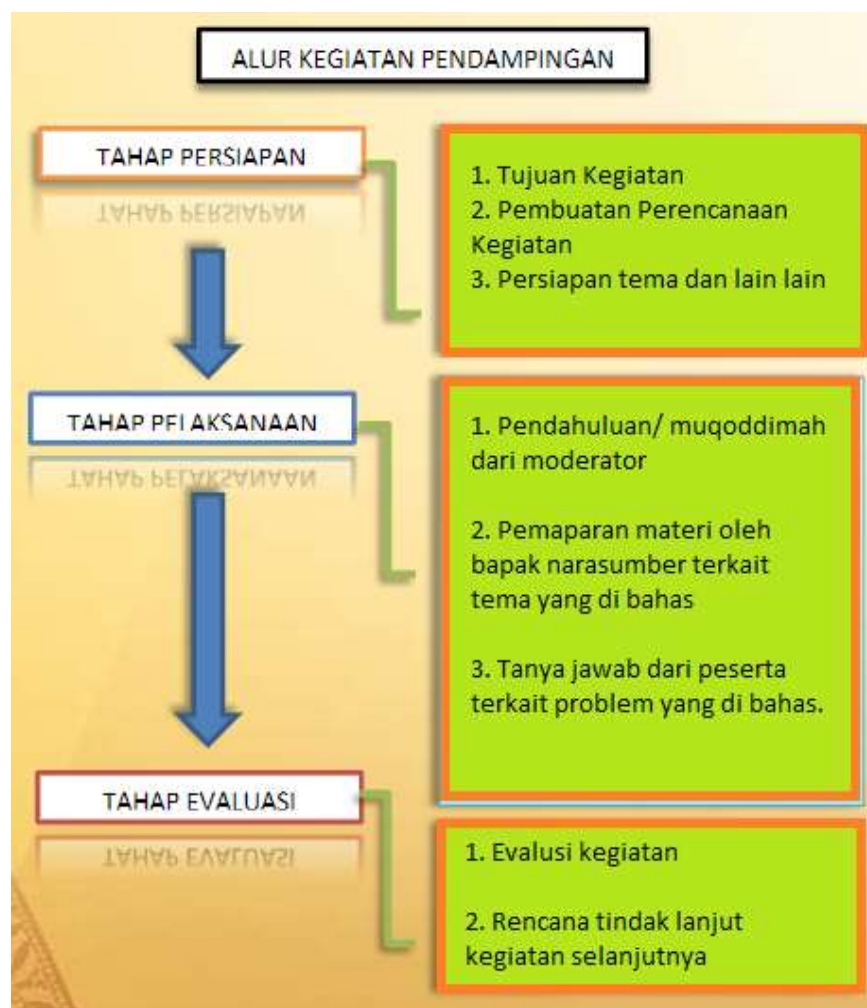 ALUR KEGIATAN PENDAMPINGAN
TAHAP PERSIAPAN
TAHAP PERSIAPAN
1. Tujuan Kegiatan
2. Pembuatan Perencanaan
Kegiatan
3. Persiapan tema dan lain lain
TAHAP PELAKSANAAN
TAHAP PELAKSANAAN
1. Pendahuluan/ muqoddimah
dari moderator
2. Pemaparan materi oleh
bapak narasumber terkait
tema yang di bahas
3. Tanya jawab dari peserta
terkait problem yang di bahas.
TAHAP EVALUASI
TAHAP EVALUASI
1. Evalusi kegiatan
2. Rencana tindak lanjut
kegiatan selanjutnya